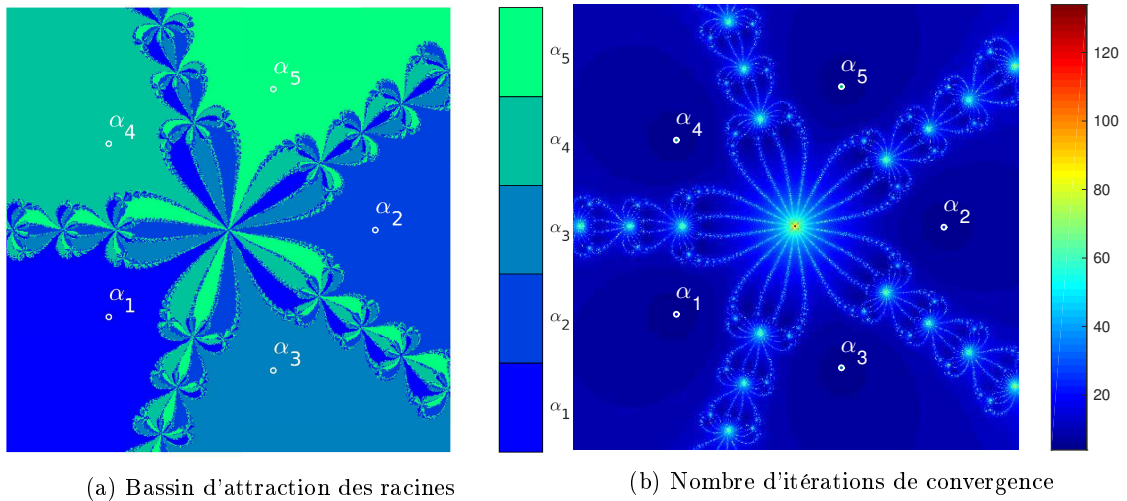 α5
α4
α2
α1
α3
α5
α4
α3
α2
α1
α5
α4
α2
α1
α3
120
100
80
60
40
20
(a) Bassin d'attraction des racines
(b) Nombre d'itérations de convergence